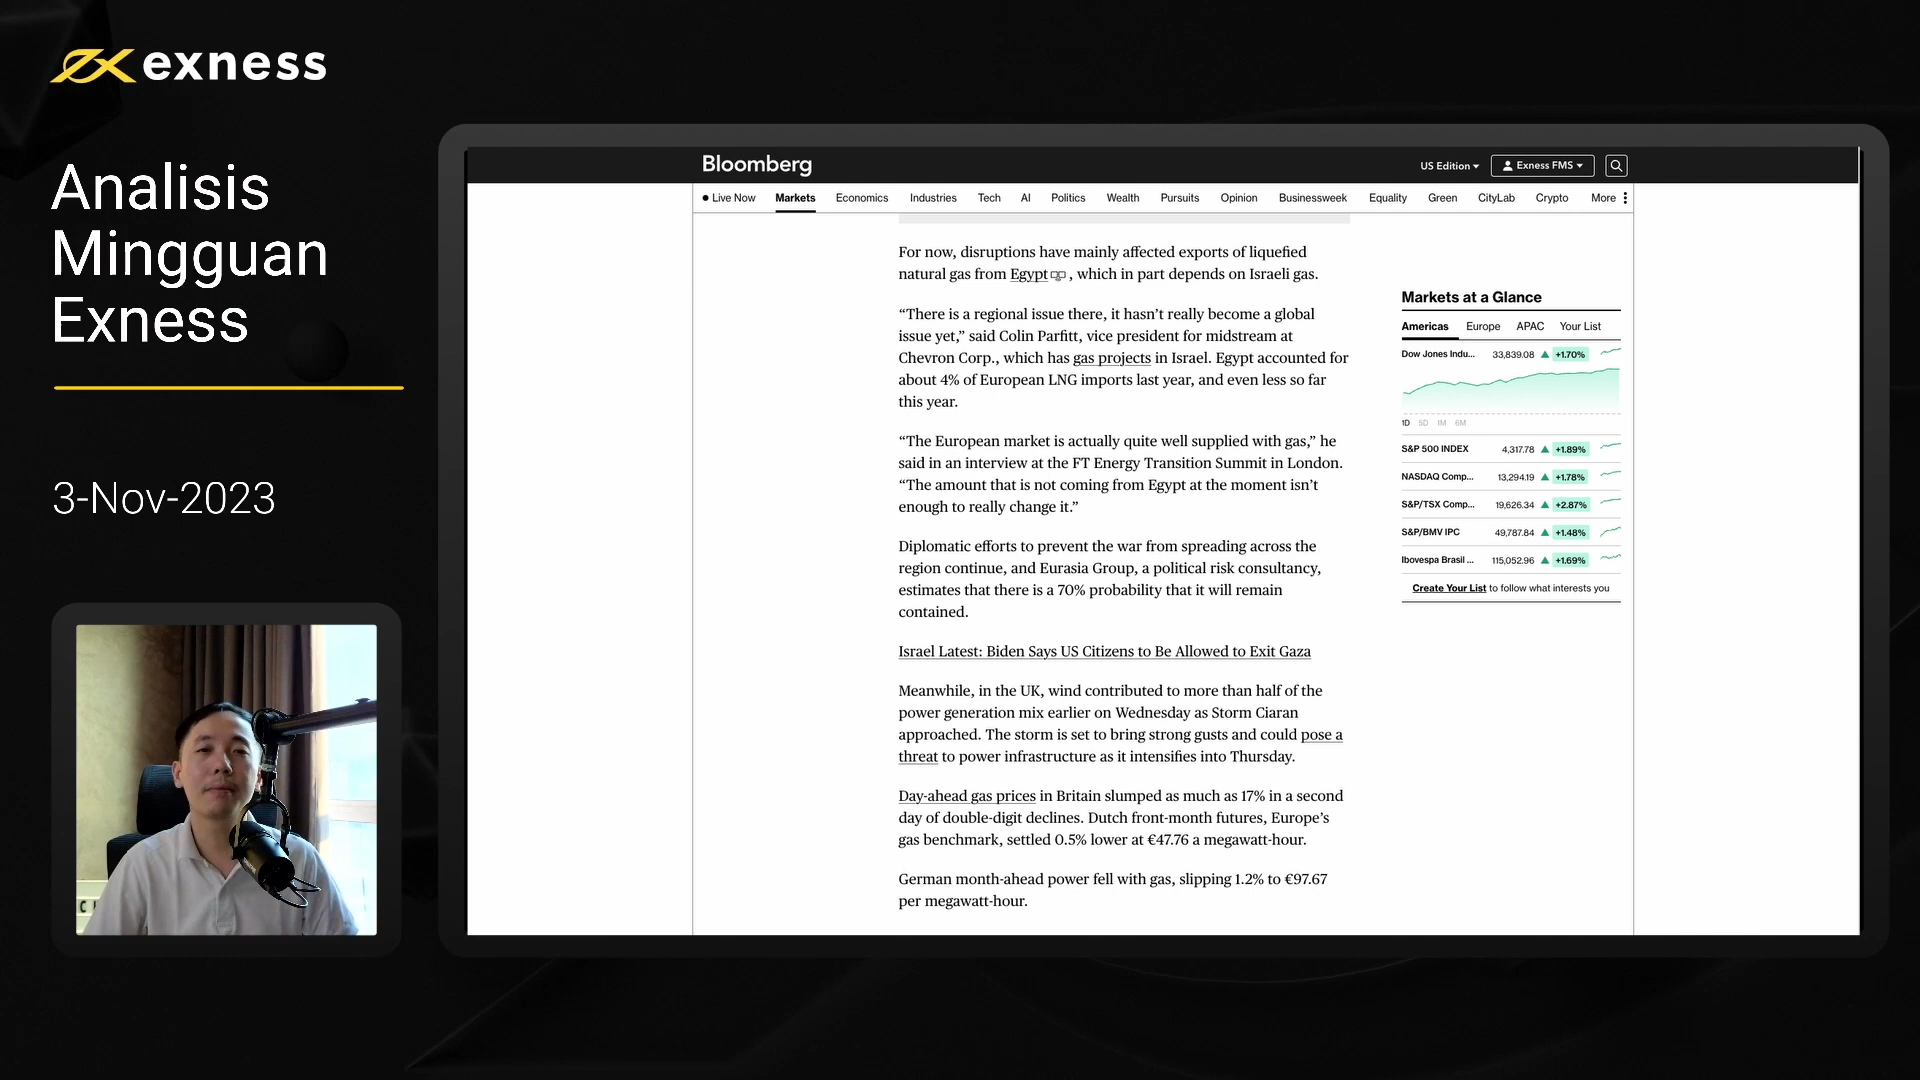 exness
Analisis
Mingguan
Exness
3-Nov-2023
Bloomberg
US Edition
Exness FMS
Live Now Markets Economics Industries Tech AI Politics Wealth Pursuits Opinion Businessweek Equality Green CityLab Crypto More
For now, disruptions have mainly affected exports of liquefied
natural gas from Egypt, which in part depends on Israeli gas.
“There is a regional issue there, it hasn’t really become a global
issue yet,” said Colin Parfitt, vice president for midstream at
Chevron Corp., which has gas projects in Israel. Egypt accounted for
about 4% of European LNG imports last year, and even less so far
this year.
“The European market is actually quite well supplied with gas,” he
said in an interview at the FT Energy Transition Summit in London.
“The amount that is not coming from Egypt at the moment isn’t
enough to really change it.”
Diplomatic efforts to prevent the war from spreading across the
region continue, and Eurasia Group, a political risk consultancy,
estimates that there is a 70% probability that it will remain
contained.
Israel Latest: Biden Says US Citizens to Be Allowed to Exit Gaza
Meanwhile, in the UK, wind contributed to more than half of the
power generation mix earlier on Wednesday as Storm Ciaran
approached. The storm is set to bring strong gusts and could pose a
threat to power infrastructure as it intensifies into Thursday.
Day-ahead gas prices in Britain slumped as much as 17% in a second
day of double-digit declines. Dutch front-month futures, Europe’s
gas benchmark, settled 0.5% lower at €47.76 a megawatt-hour.
German month-ahead power fell with gas, slipping 1.2% to €97.67
per megawatt-hour.
Markets at a Glance
Americas Europe APAC Your List
Dow Jones Indu... 33,839.08 +1.70%
1D 5D 1M 6M
S&P 500 INDEX 4,317.78 +1.89%
NASDAQ Comp... 13,294.19 +1.78%
S&P/TSX Comp... 19,626.34 +2.87%
S&P/BMV IPC 49,787.84 +1.48%
Ibovespa Brasil ... 115,052.96 +1.69%
Create Your List to follow what interests you